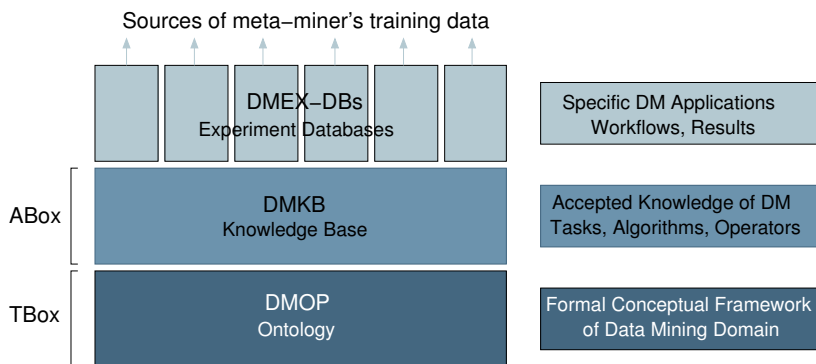 Sources of meta−miner's training data
DMEX−DBs
Experiment Databases
Specific DM Applications
Workflows, Results
ABox
DMKB
Knowledge Base
Accepted Knowledge of DM
Tasks, Algorithms, Operators
TBox
DMOP
Ontology
Formal Conceptual Framework
of Data Mining Domain